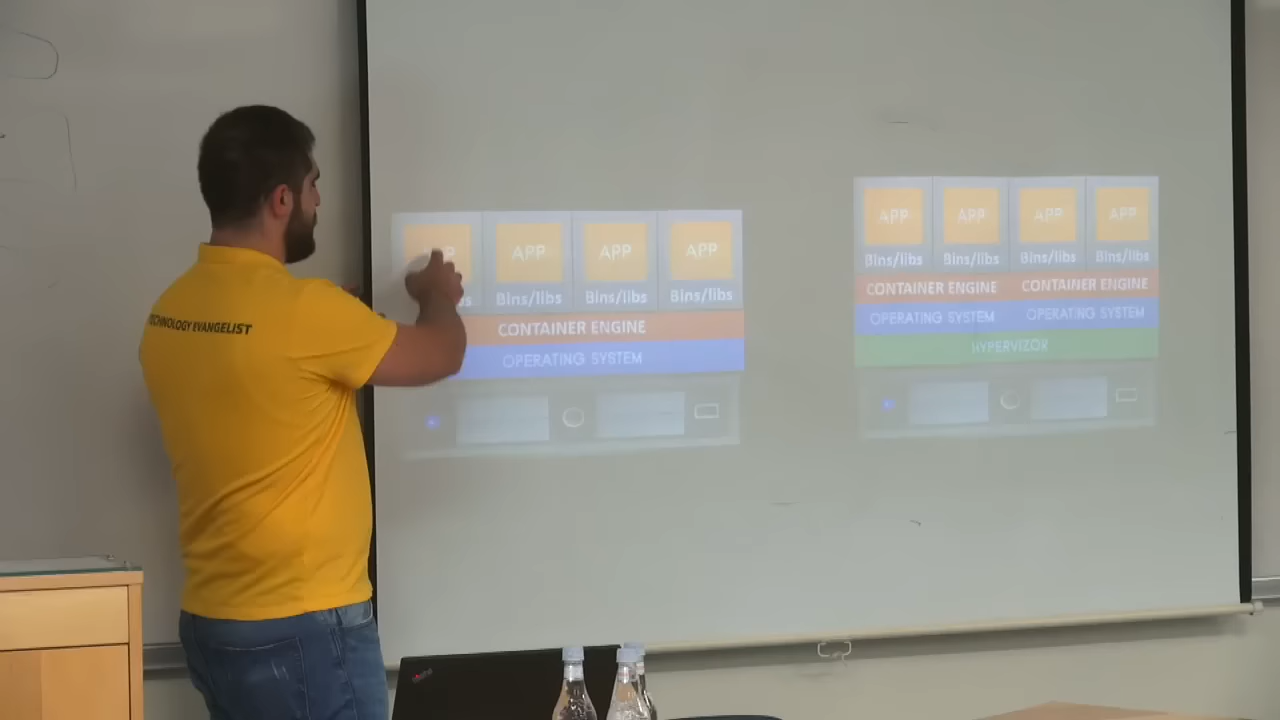 TECHNOLOGY EVANGELIST
APP APP APP
Bins/libs Bins/libs Bins/libs
CONTAINER ENGINE
OPERATING SYSTEM
APP APP APP APP
Bins/libs Bins/libs Bins/libs Bins/libs
CONTAINER ENGINE CONTAINER ENGINE
OPERATING SYSTEM OPERATING SYSTEM
HYPERVIZOR